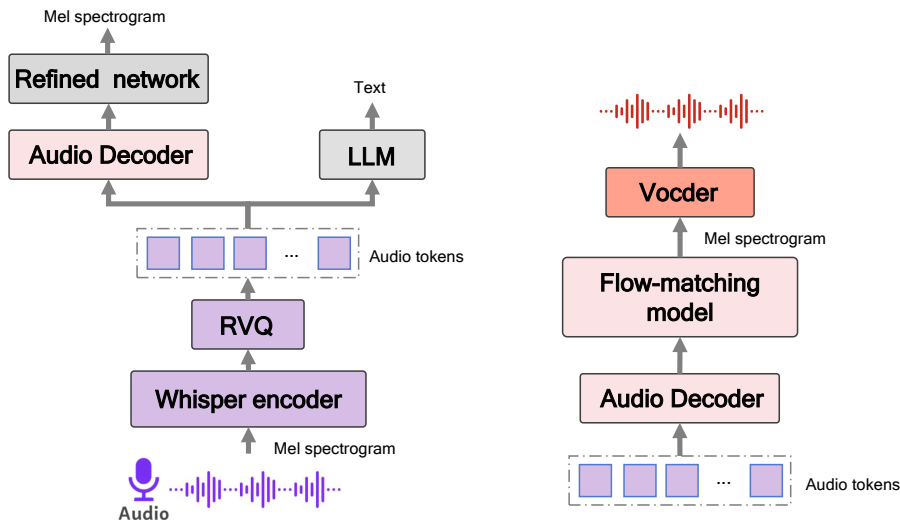 Mel spectrogram
Refined network
Audio Decoder
Text
LLM
...
Audio tokens
RVQ
Whisper encoder
Mel spectrogram
Audio
Vocder
Mel spectrogram
Flow-matching
model
Audio Decoder
...
Audio tokens